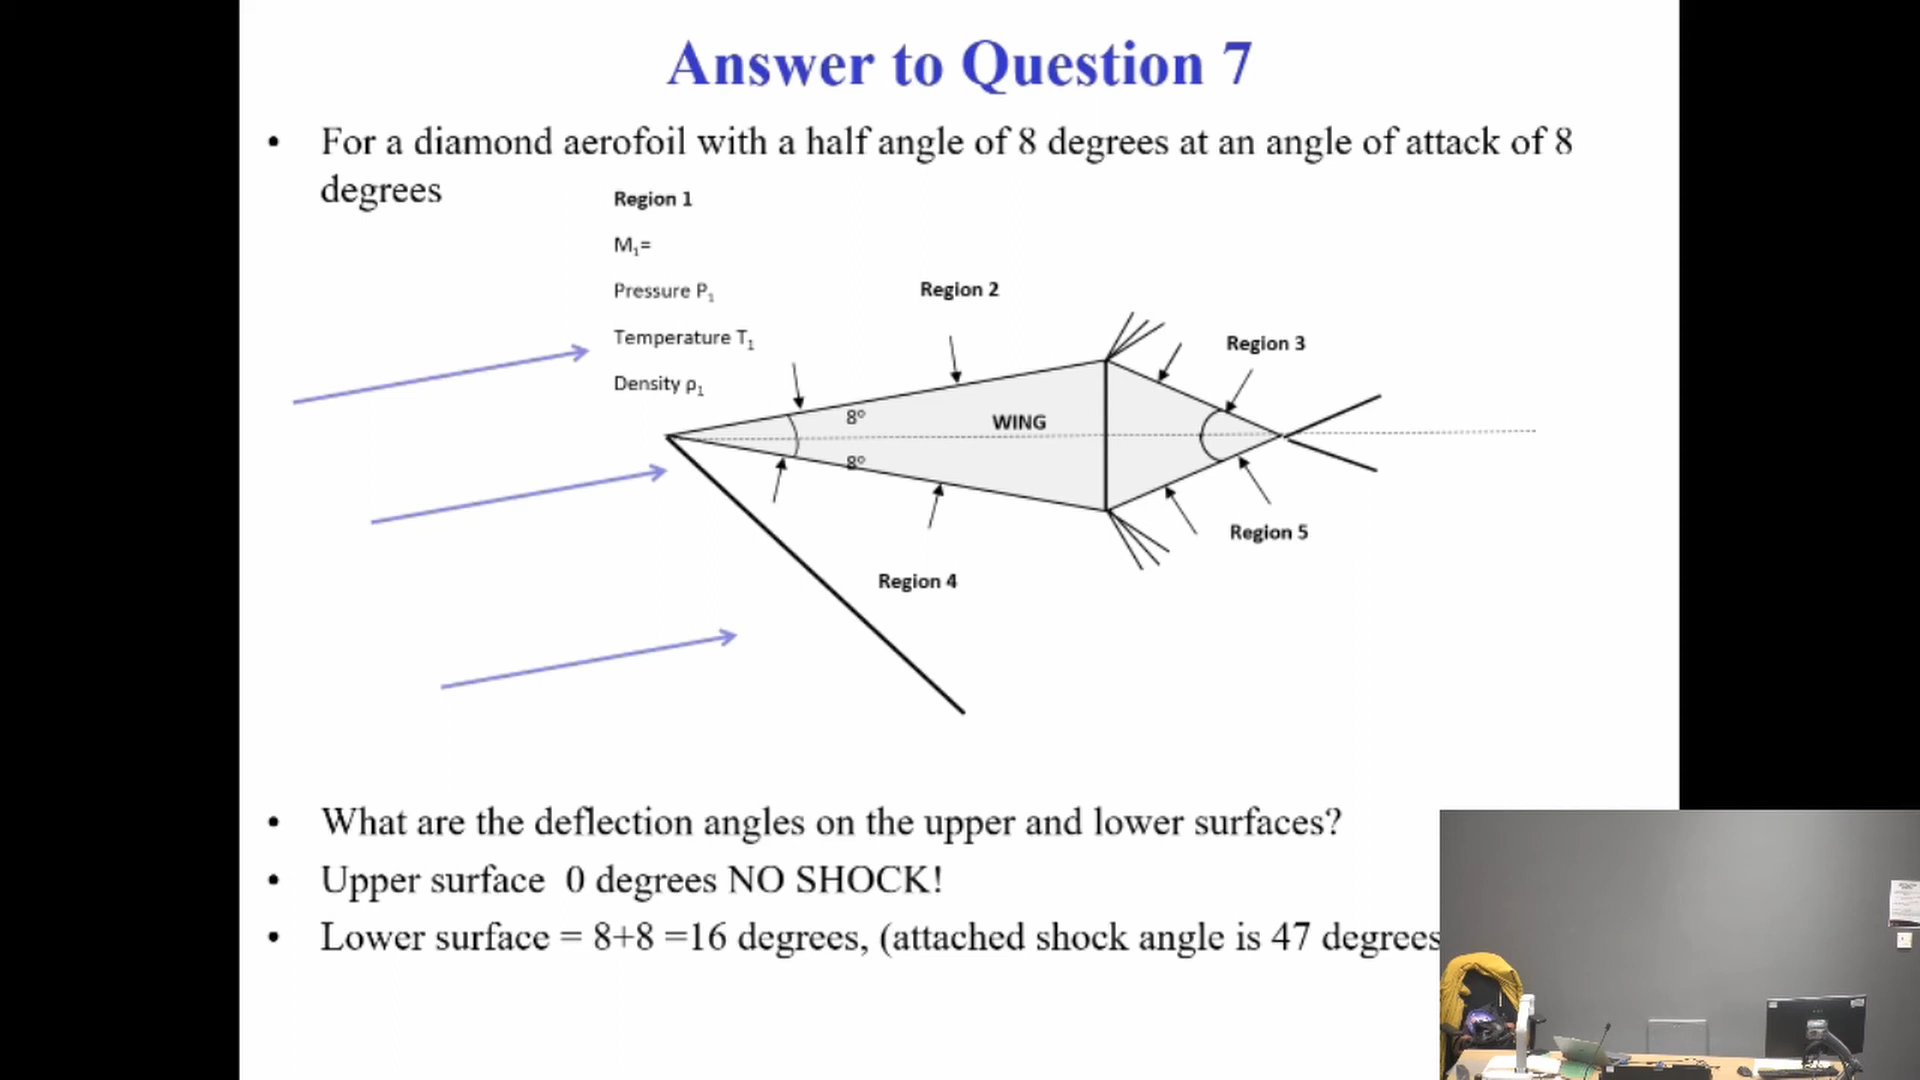 Answer to Question 7
• For a diamond aerofoil with a half angle of 8 degrees at an angle of attack of 8
degrees
Region 1
M₁=
Pressure P₁
Temperature T₁
Density ρ₁
Region 2
Region 3
8°
WING
8°
Region 5
Region 4
• What are the deflection angles on the upper and lower surfaces?
• Upper surface 0 degrees NO SHOCK!
• Lower surface = 8+8 =16 degrees, (attached shock angle is 47 degrees